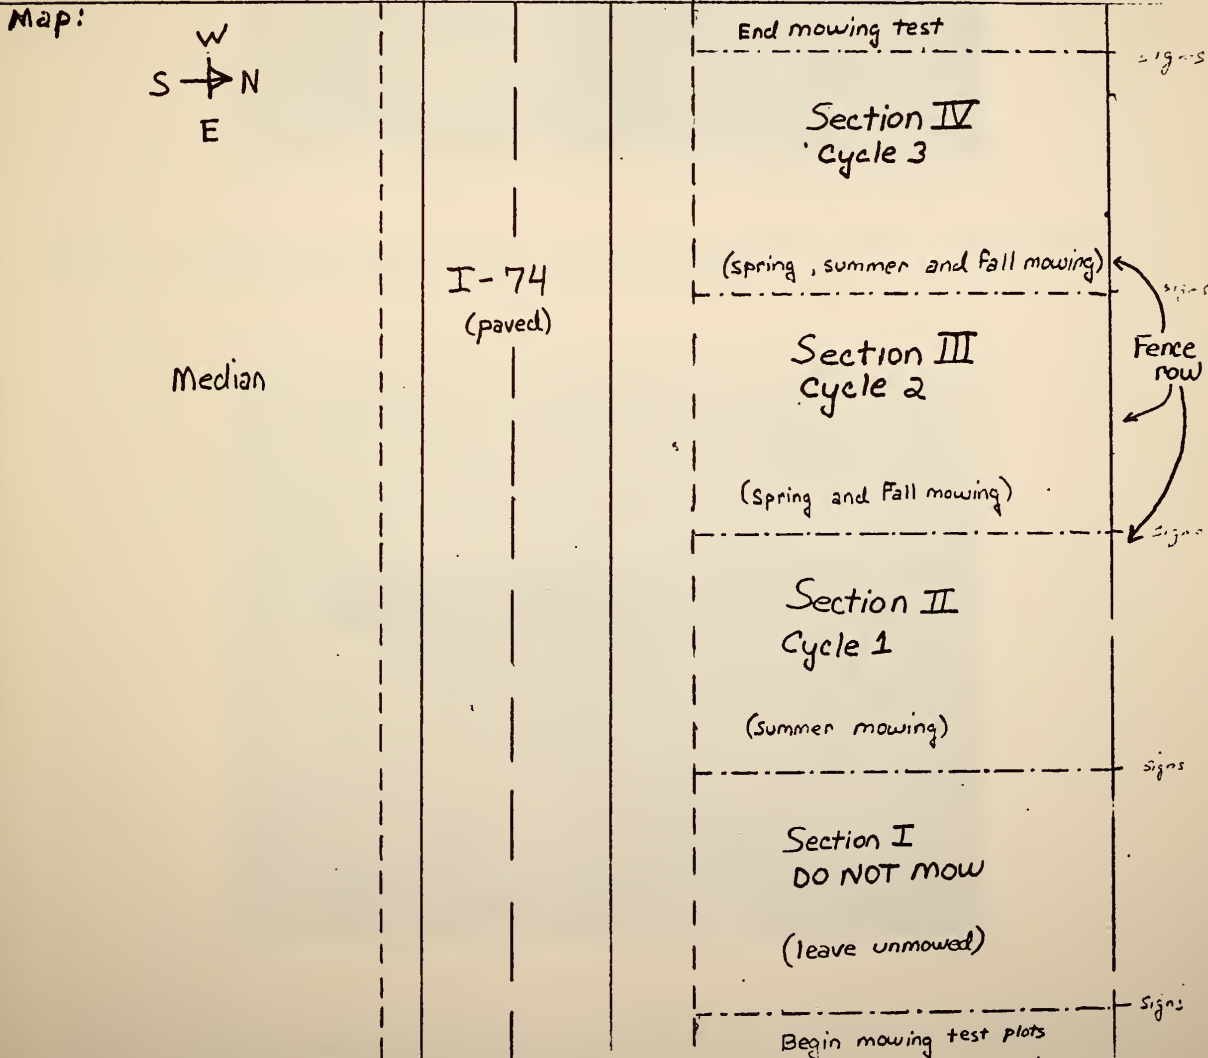 Map:
W
S N
E
End mowing test
signs
Section IV
Cycle 3
(spring, summer and Fall mowing)
signs
I-74
(paved)
Fence
row
Section III
Cycle 2
Median
(Spring and Fall mowing)
Signs
Section II
Cycle 1
(Summer mowing)
Signs
Section I
DO NOT MOW
(leave unmowed)
Signs
Begin mowing test plots